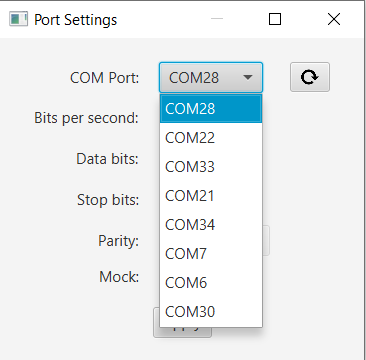 Port Settings
COM Port: COM28
COM28
Bits per second:
COM22
Data bits:
COM33
Stop bits:
COM21
COM34
Parity:
COM7
Mock:
COM6
COM30